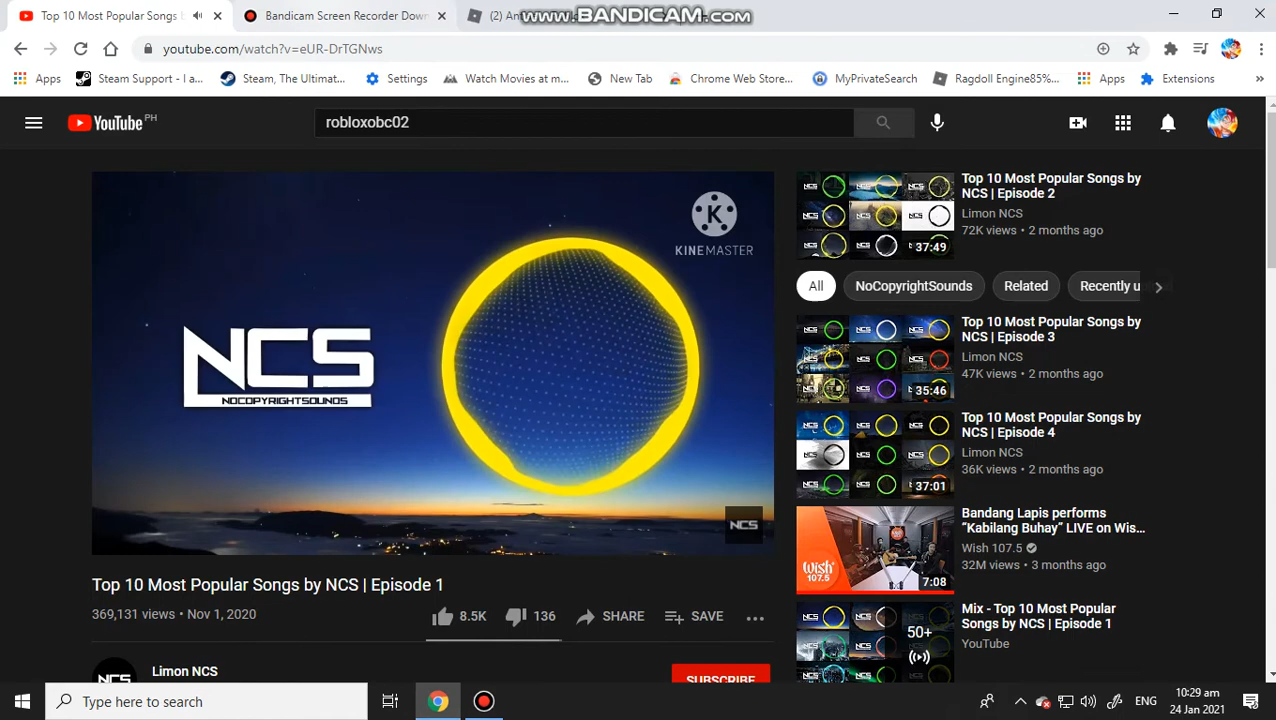 Top 10 Most Popular Songs b
Bandicam Screen Recorder Dow
(2) An
www.BANDICAM.com
youtube.com/watch?v=eUR-DrTGNws
Apps
Steam Support - I a...
Steam, The Ultimat...
Settings
Watch Movies at m...
New Tab
Chrome Web Store...
MyPrivateSearch
Ragdoll Engine85%...
Apps
Extensions
YouTube PH
robloxobc02
KINEMASTER
NCS
NOCOPYRIGHTSOUNDS
NCS
Top 10 Most Popular Songs by NCS | Episode 1
369,131 views • Nov 1, 2020
8.5K
136
SHARE
SAVE
Limon NCS
SUBSCRIBE
37:49
Top 10 Most Popular Songs by
NCS | Episode 2
Limon NCS
72K views • 2 months ago
All
NoCopyrightSounds
Related
Recently u
35:46
Top 10 Most Popular Songs by
NCS | Episode 3
Limon NCS
47K views • 2 months ago
37:01
Top 10 Most Popular Songs by
NCS | Episode 4
Limon NCS
36K views • 2 months ago
wish
107.5
7:08
Bandang Lapis performs
“Kabilang Buhay” LIVE on Wis...
Wish 107.5
32M views • 3 months ago
50+
Mix - Top 10 Most Popular
Songs by NCS | Episode 1
YouTube
Type here to search
ENG
10:29 am
24 Jan 2021